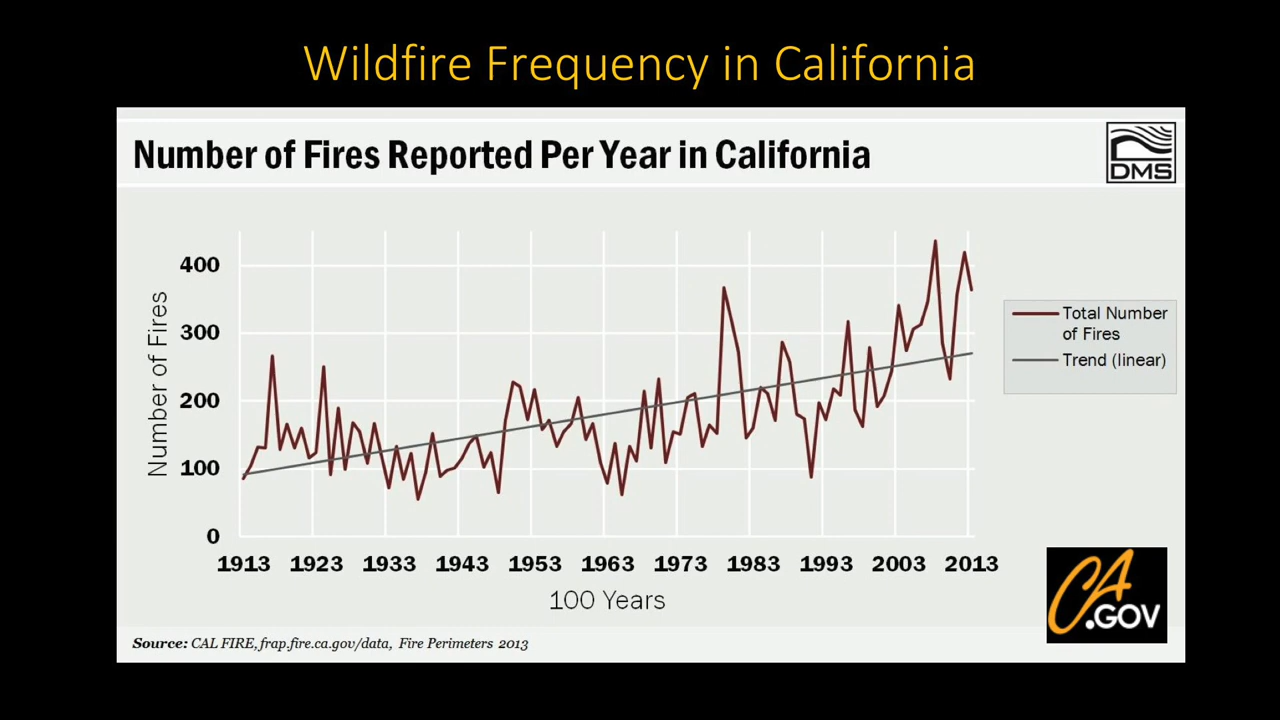 Wildfire Frequency in California
Number of Fires Reported Per Year in California
DMS
400
300
200
100
0
Number of Fires
1913 1923 1933 1943 1953 1963 1973 1983 1993 2003 2013
100 Years
Total Number
of Fires
Trend (linear)
CA
.GOV
Source: CAL FIRE, frap.fire.ca.gov/data, Fire Perimeters 2013